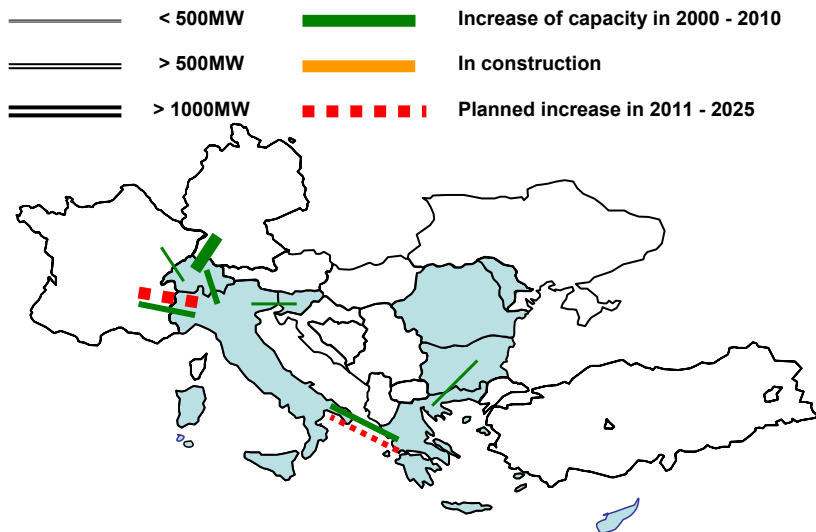 < 500MW Increase of capacity in 2000 - 2010
> 500MW In construction
> 1000MW Planned increase in 2011 - 2025